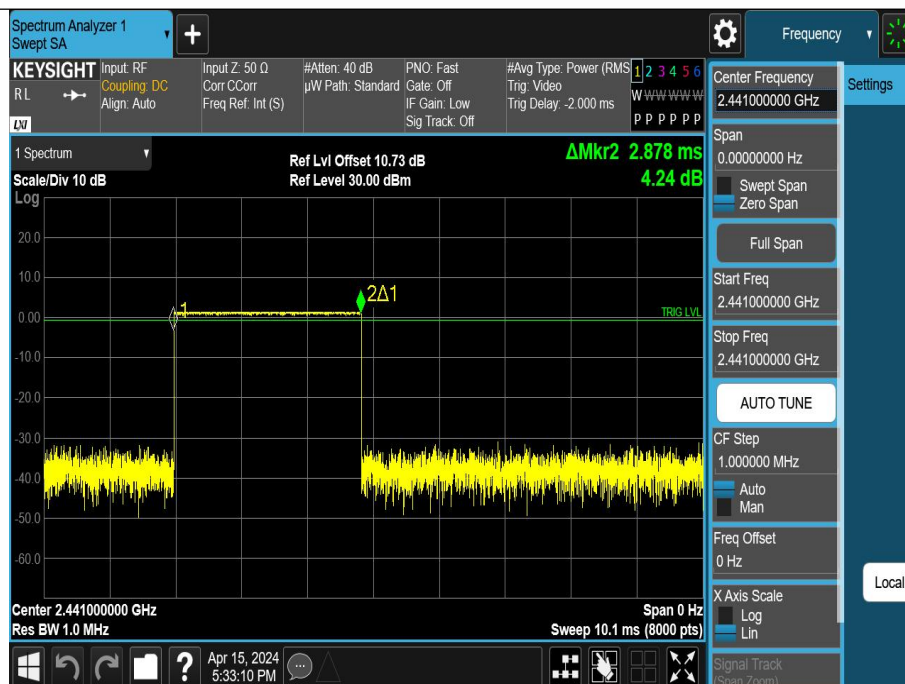 Spectrum Analyzer 1
Swept SA
+
Frequency
KEYSIGHT
RL
LXI
Input: RF
Coupling: DC
Align: Auto
Input Z: 50 Ω
Corr CCorr
Freq Ref: Int (S)
#Atten: 40 dB
µW Path: Standard
PNO: Fast
Gate: Off
IF Gain: Low
Sig Track: Off
#Avg Type: Power (RMS
Trig: Video
Trig Delay: -2.000 ms
1 2 3 4 5 6
W W W W W W
P P P P P P
1 Spectrum
Scale/Div 10 dB
Log
Ref Lvl Offset 10.73 dB
Ref Level 30.00 dBm
ΔMkr2 2.878 ms
4.24 dB
20.0
10.0
0.00
-10.0
-20.0
-30.0
-40.0
-50.0
-60.0
1
2Δ1
TRIG LVL
Center 2.441000000 GHz
Res BW 1.0 MHz
Span 0 Hz
Sweep 10.1 ms (8000 pts)
Center Frequency
2.441000000 GHz
Span
0.00000000 Hz
Swept Span
Zero Span
Full Span
Start Freq
2.441000000 GHz
Stop Freq
2.441000000 GHz
AUTO TUNE
CF Step
1.000000 MHz
Auto
Man
Freq Offset
0 Hz
X Axis Scale
Log
Lin
Signal Track
(Span Zoom)
Settings
Local
?
Apr 15, 2024
5:33:10 PM